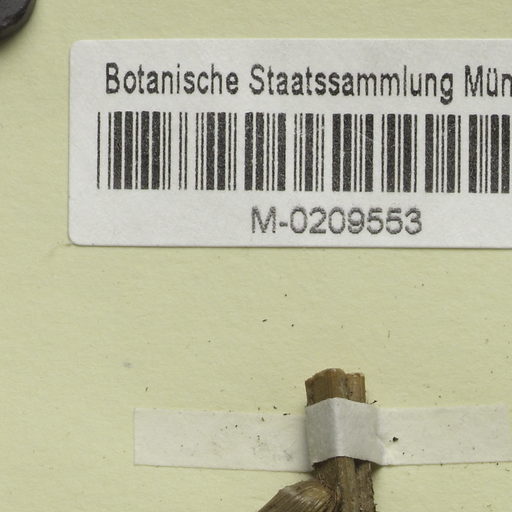 Botanische Staatssammlung Mün
M-0209553